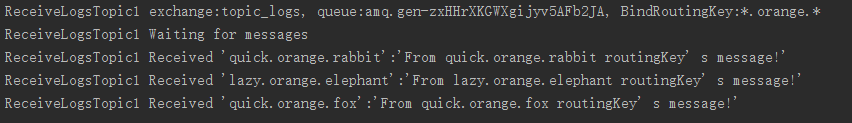 ReceiveLogsTopic1 exchange:topic_logs, queue:amq.gen-zxHHrXKGWXgijyv5AFb2JA, BindRoutingKey:*.orange.*
ReceiveLogsTopic1 Waiting for messages
ReceiveLogsTopic1 Received 'quick.orange.rabbit':'From quick.orange.rabbit routingKey' s message!'
ReceiveLogsTopic1 Received 'lazy.orange.elephant':'From lazy.orange.elephant routingKey' s message!'
ReceiveLogsTopic1 Received 'quick.orange.fox':'From quick.orange.fox routingKey' s message!'